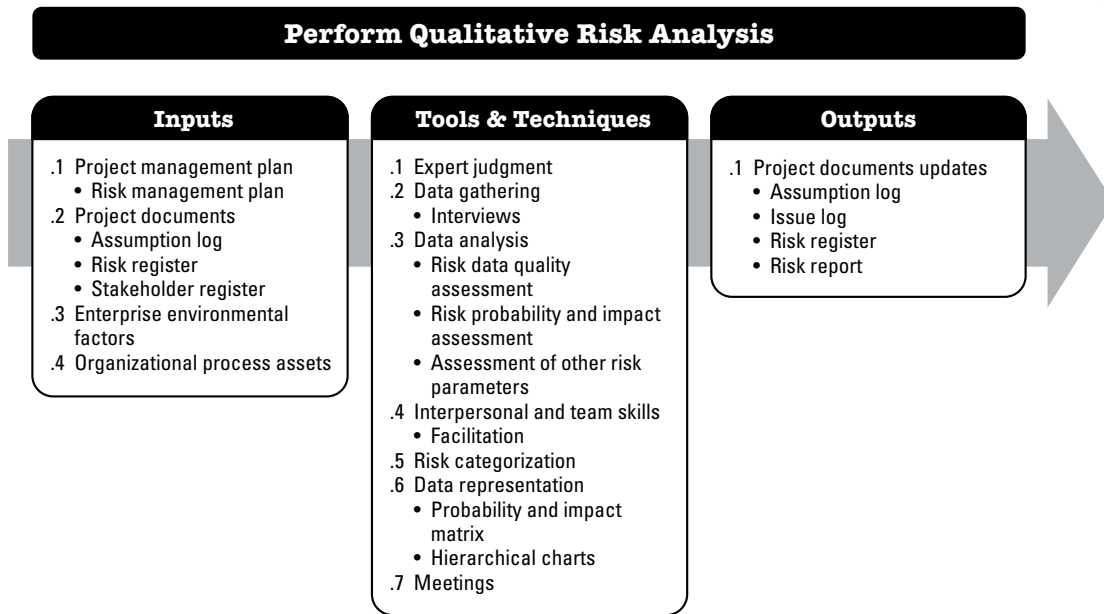 Perform Qualitative Risk Analysis
Inputs
.1 Project management plan
• Risk management plan
.2 Project documents
• Assumption log
• Risk register
• Stakeholder register
.3 Enterprise environmental
factors
.4 Organizational process assets
Tools & Techniques
.1 Expert judgment
.2 Data gathering
• Interviews
.3 Data analysis
• Risk data quality
assessment
• Risk probability and impact
assessment
• Assessment of other risk
parameters
.4 Interpersonal and team skills
• Facilitation
.5 Risk categorization
.6 Data representation
• Probability and impact
matrix
• Hierarchical charts
.7 Meetings
Outputs
.1 Project documents updates
• Assumption log
• Issue log
• Risk register
• Risk report